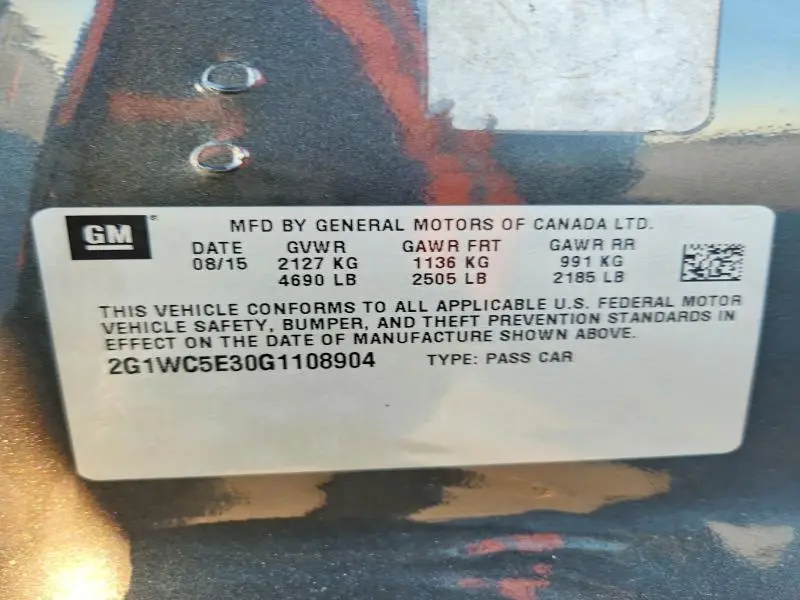 GM
MFD BY GENERAL MOTORS OF CANADA LTD.
DATE GVWR GAWR FRT GAWR RR
08/15 2127 KG 1136 KG 991 KG
4690 LB 2505 LB 2185 LB
THIS VEHICLE CONFORMS TO ALL APPLICABLE U.S. FEDERAL MOTOR
VEHICLE SAFETY, BUMPER, AND THEFT PREVENTION STANDARDS IN
EFFECT ON THE DATE OF MANUFACTURE SHOWN ABOVE.
2G1WC5E30G1108904 TYPE: PASS CAR